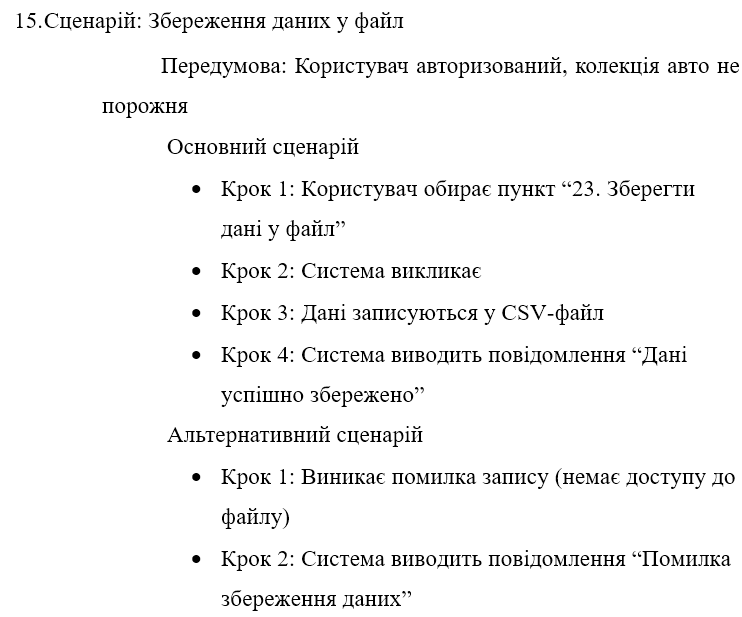 15.Сценарій: Збереження даних у файл
Передумова: Користувач авторизований, колекція авто не
порожня
Основний сценарій
• Крок 1: Користувач обирає пункт “23. Зберегти
дані у файл”
• Крок 2: Система викликає
• Крок 3: Дані записуються у CSV-файл
• Крок 4: Система виводить повідомлення “Дані
успішно збережено”
Альтернативний сценарій
• Крок 1: Виникає помилка запису (немає доступу до
файлу)
• Крок 2: Система виводить повідомлення “Помилка
збереження даних”